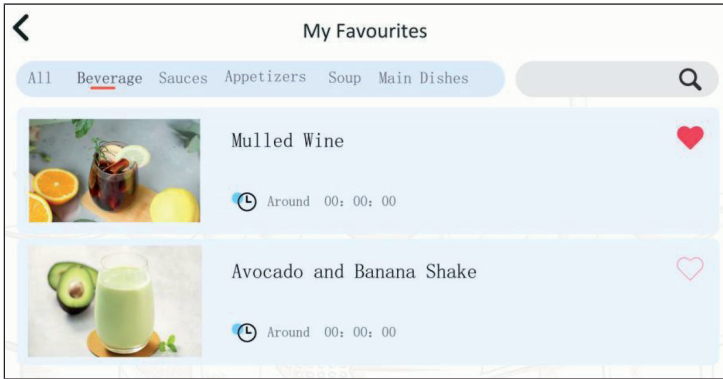 My Favourites
All Beverage Sauces Appetizers Soup Main Dishes
Mulled Wine
Around 00: 00: 00
Avocado and Banana Shake
Around 00: 00: 00